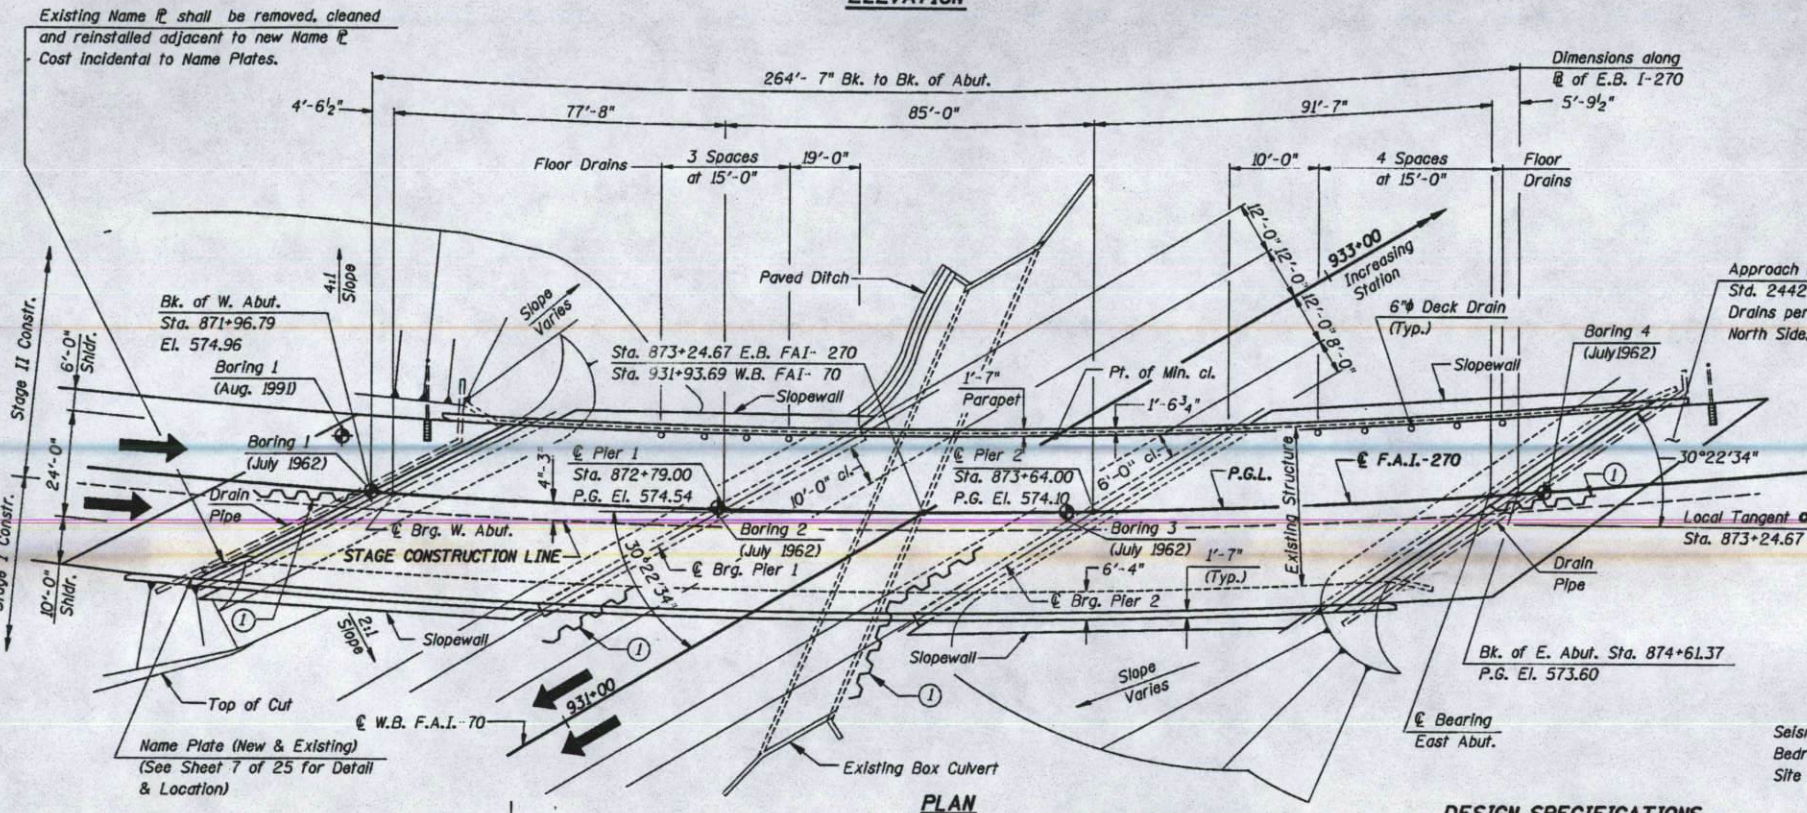 ELEVATION
Existing Name ℙL shall be removed, cleaned
and reinstalled adjacent to new Name ℙL
Cost incidental to Name Plates.
264'- 7" Bk. to Bk. of Abut.
Dimensions along
℄ of E.B. I-270
4'-6½"
77'-8"
85'-0"
91'-7"
5'-9½"
Floor Drains
3 Spaces
at 15'-0"
19'-0"
10'-0"
4 Spaces
at 15'-0"
Floor
Drains
12'-0"
12'-0"
12'-0"
8'-0"
933+00
Increasing
Station
Paved Ditch
4:1
Slope
Slope
Varies
Bk. of W. Abut.
Sta. 871+96.79
El. 574.96
Boring 1
(Aug. 1991)
Boring 1
(July 1962)
Sta. 873+24.67 E.B. FAI- 270
Sta. 931+93.69 W.B. FAI- 70
Slopewall
1'-7"
Parapet
Pt. of Min. cl.
1'-6¾"
6"ϕ Deck Drain
(Typ.)
Boring 4
(July1962)
Slopewall
Approach
Std. 2442
Drains per
North Side
Stage II Constr.
6'-0"
Shldr.
24'-0"
Stage I Constr.
10'-0"
Shldr.
Drain
Pipe
4'-3"
℄ Pier 1
Sta. 872+79.00
P.G. El. 574.54
10'-0" cl.
℄ Pier 2
Sta. 873+64.00
P.G. El. 574.10
6'-0" cl.
P.G.L.
Existing Structure
℄ F.A.I.-270
1
30°22'34"
Local Tangent
Sta. 873+24.67
℄ Brg. W. Abut.
STAGE CONSTRUCTION LINE
Boring 2
(July 1962)
℄ Brg. Pier 1
30°22'34"
Boring 3
(July 1962)
6'-4"
1'-7"
(Typ.)
℄ Brg. Pier 2
Drain
Pipe
1
2:1
Slope
Slopewall
1
Slopewall
1
Slope
Varies
Bk. of E. Abut. Sta. 874+61.37
P.G. El. 573.60
Top of Cut
931+00
℄ W.B. F.A.I.-70
℄ Bearing
East Abut.
Name Plate (New & Existing)
(See Sheet 7 of 25 for Detail
& Location)
Existing Box Culvert
PLAN
Seis
Bedr
Site
DESIGN SPECIFICATIONS